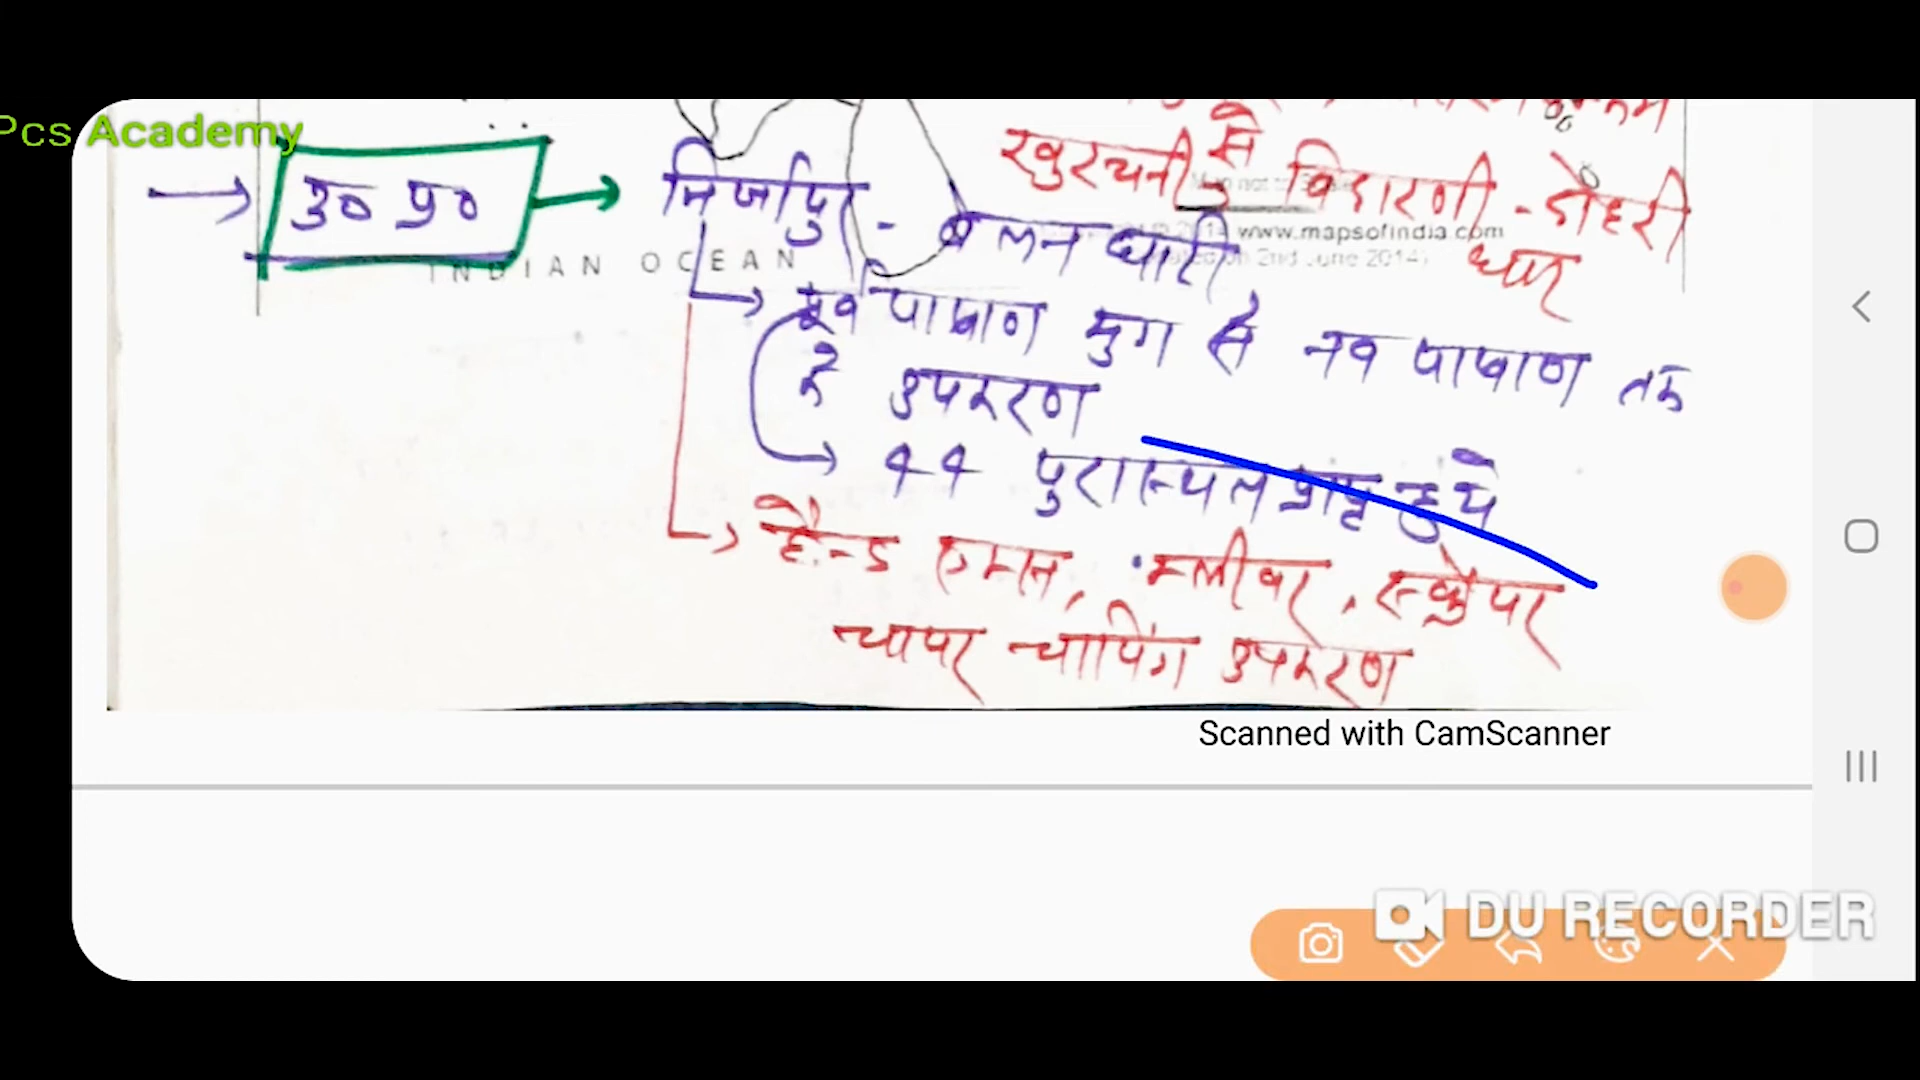 Pcs Academy
खुरचनी से विदारणी - दोहरी
धार
उ० प्र०
मिर्जापुर - बेलन घाटी
www.mapsofindia.com
INDIAN OCEAN
पूर्व पाषाण युग से नव पाषाण तक
के उपकरण
44 पुरास्थल प्राप्त हुये
हैन्ड एक्स, क्लीवर, स्क्रेपर
चापर चापिंग उपकरण
Scanned with CamScanner
DU RECORDER